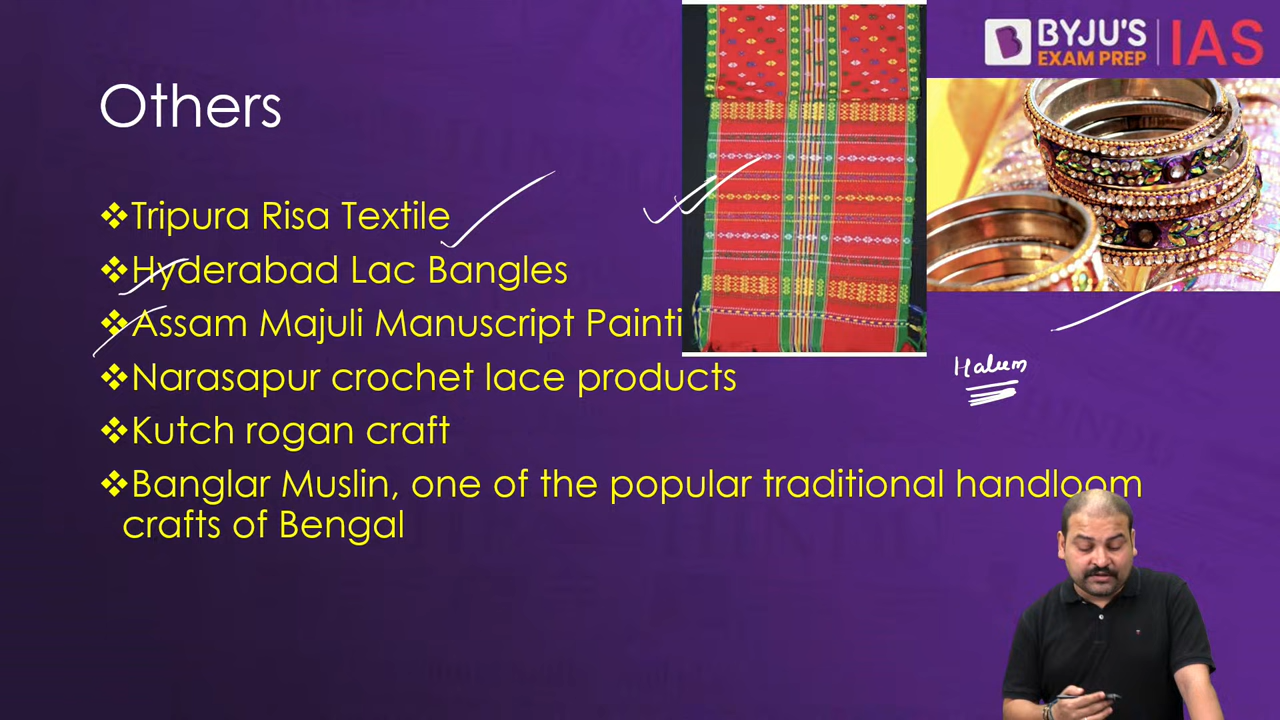 BYJU'S
EXAM PREP
IAS
Others
❖Tripura Risa Textile
❖Hyderabad Lac Bangles
❖Assam Majuli Manuscript Painti
❖Narasapur crochet lace products
Haleem
❖Kutch rogan craft
❖Banglar Muslin, one of the popular traditional handloom
crafts of Bengal